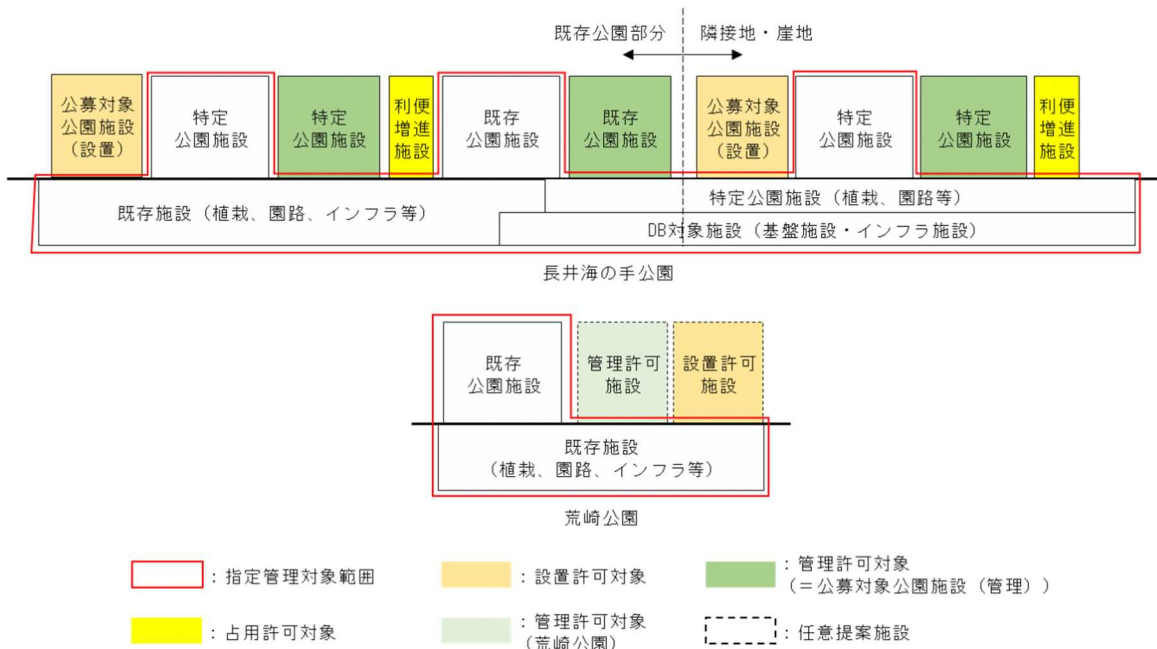 既存公園部分
隣接地・崖地
公募対象
公園施設
（設置）
特定
公園施設
特定
公園施設
利便
増進
施設
既存
公園施設
既存
公園施設
公募対象
公園施設
（設置）
特定
公園施設
特定
公園施設
利便
増進
施設
既存施設（植栽、園路、インフラ等）
特定公園施設（植栽、園路等）
DB対象施設（基盤施設・インフラ施設）
長井海の手公園
既存
公園施設
管理許可
施設
設置許可
施設
既存施設
（植栽、園路、インフラ等）
荒崎公園
：指定管理対象範囲
：設置許可対象
：管理許可対象
（＝公募対象公園施設（管理））
：占用許可対象
：管理許可対象
（荒崎公園）
：任意提案施設